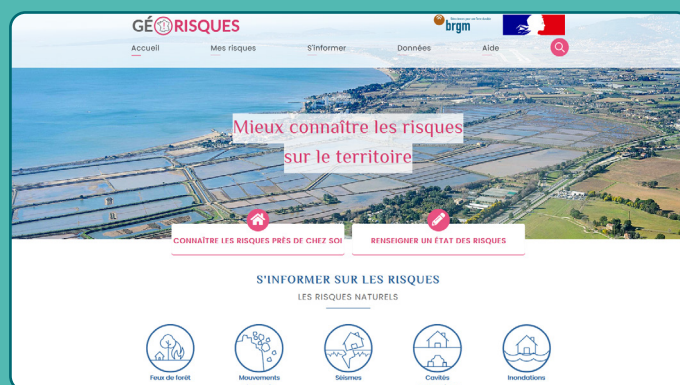 GÉORISQUES
brgm
Accueil
Mes risques
S'informer
Données
Aide
Mieux connaître les risques
sur le territoire
CONNAÎTRE LES RISQUES PRÈS DE CHEZ SOI
RENSEIGNER UN ÉTAT DES RISQUES
S'INFORMER SUR LES RISQUES
LES RISQUES NATURELS
Feux de forêt
Mouvements
Séismes
Cavités
Inondations